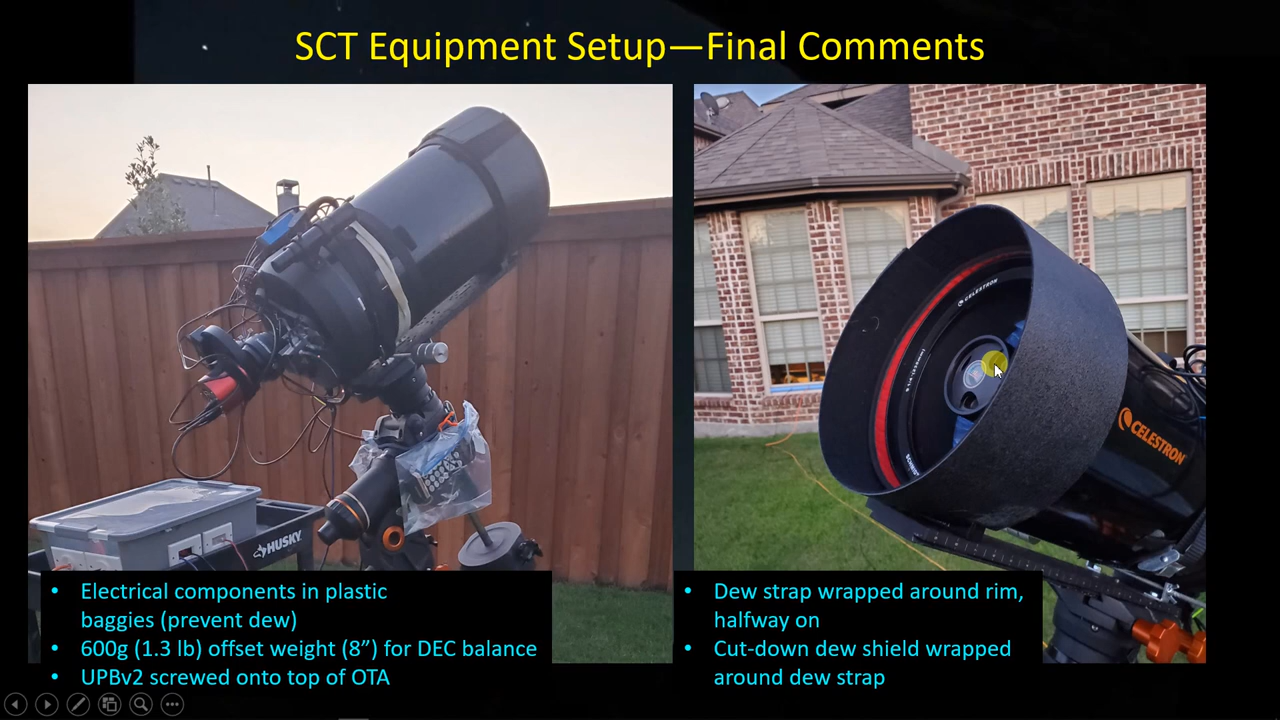 SCT Equipment Setup—Final Comments
CELESTRON
CELESTRON
HUSKY
• Electrical components in plastic
baggies (prevent dew)
• 600g (1.3 lb) offset weight (8”) for DEC balance
• UPBv2 screwed onto top of OTA
• Dew strap wrapped around rim,
halfway on
• Cut-down dew shield wrapped
around dew strap